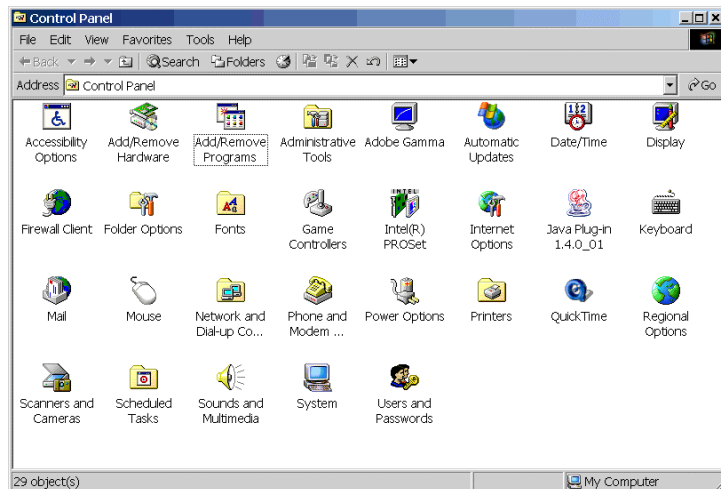 Control Panel
File Edit View Favorites Tools Help
Back Search Folders
Address Control Panel Go
Accessibility Options
Add/Remove Hardware
Add/Remove Programs
Administrative Tools
Adobe Gamma
Automatic Updates
Date/Time
Display
Firewall Client
Folder Options
Fonts
Game Controllers
INTEL
Intel(R) PROSet
Internet Options
Java Plug-in 1.4.0_01
Keyboard
Mail
Mouse
Network and Dial-up Co...
Phone and Modem ...
Power Options
Printers
QuickTime
Regional Options
Scanners and Cameras
Scheduled Tasks
Sounds and Multimedia
System
Users and Passwords
29 object(s) My Computer